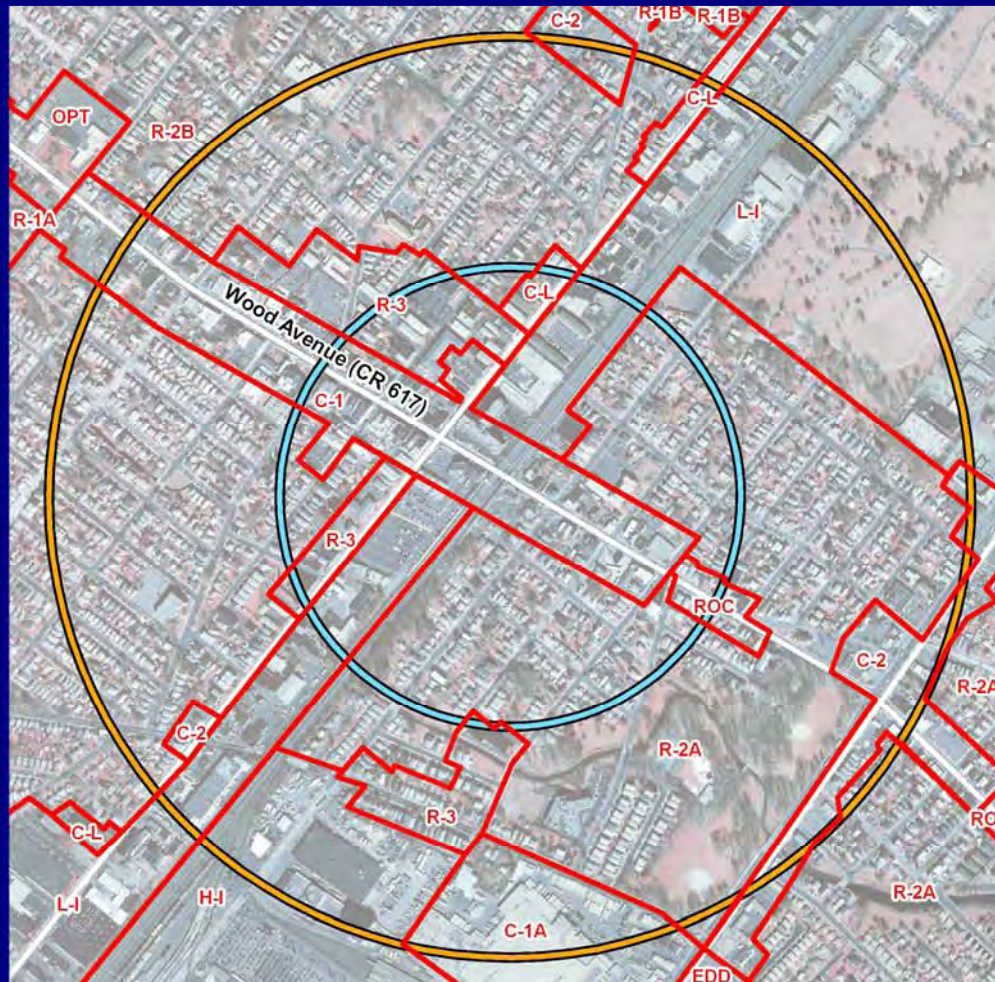 C-2
R-1B
R-1B
OPT
R-2B
C-L
R-1A
L-I
C-L
R-3
Wood Avenue (CR 617)
C-1
R-3
ROC
C-2
R-2A
C-2
R-2A
R-3
RO
C-L
R-2A
H-I
L-I
C-1A
EDD